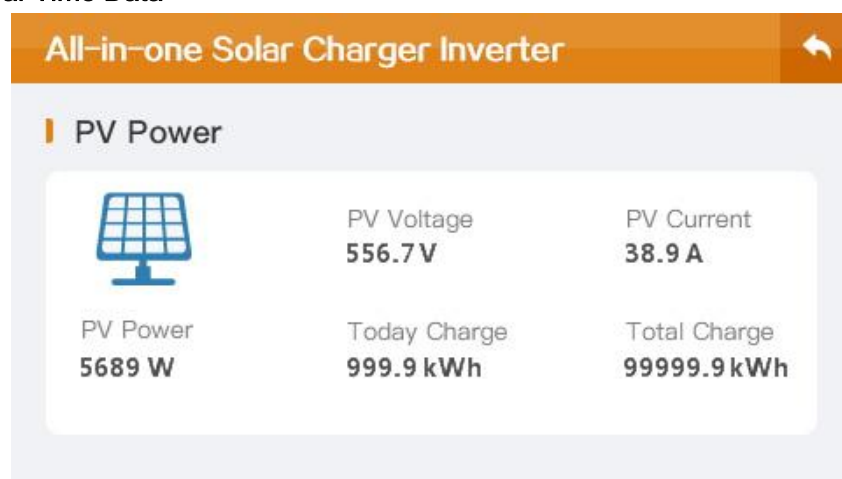 All-in-one Solar Charger Inverter
PV Power
PV Voltage
556.7 V
PV Current
38.9 A
PV Power
5689 W
Today Charge
999.9 kWh
Total Charge
99999.9 kWh